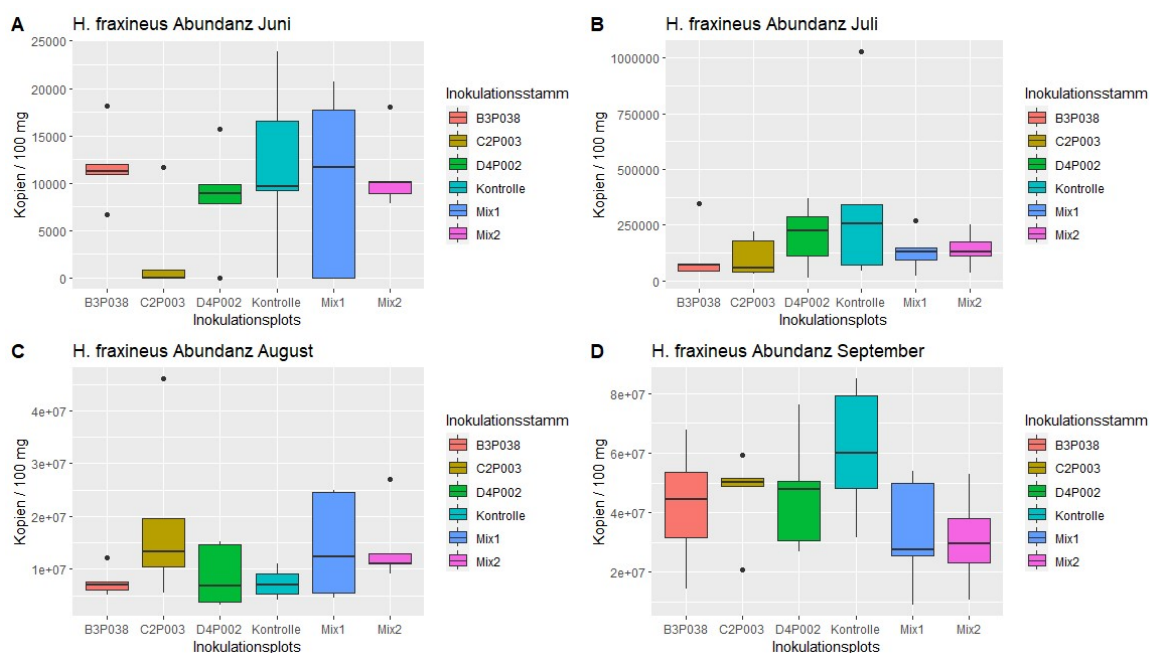 A H. fraxineus Abundanz Juni
Kopien / 100 mg
25000
20000
15000
10000
5000
0
B3P038 C2P003 D4P002 Kontrolle Mix1 Mix2
Inokulationsplots
Inokulationsstamm
B3P038
C2P003
D4P002
Kontrolle
Mix1
Mix2
B H. fraxineus Abundanz Juli
Kopien / 100 mg
1000000
750000
500000
250000
0
B3P038 C2P003 D4P002 Kontrolle Mix1 Mix2
Inokulationsplots
Inokulationsstamm
B3P038
C2P003
D4P002
Kontrolle
Mix1
Mix2
C H. fraxineus Abundanz August
Kopien / 100 mg
4e+07
3e+07
2e+07
1e+07
B3P038 C2P003 D4P002 Kontrolle Mix1 Mix2
Inokulationsplots
Inokulationsstamm
B3P038
C2P003
D4P002
Kontrolle
Mix1
Mix2
D H. fraxineus Abundanz September
Kopien / 100 mg
8e+07
6e+07
4e+07
2e+07
B3P038 C2P003 D4P002 Kontrolle Mix1 Mix2
Inokulationsplots
Inokulationsstamm
B3P038
C2P003
D4P002
Kontrolle
Mix1
Mix2